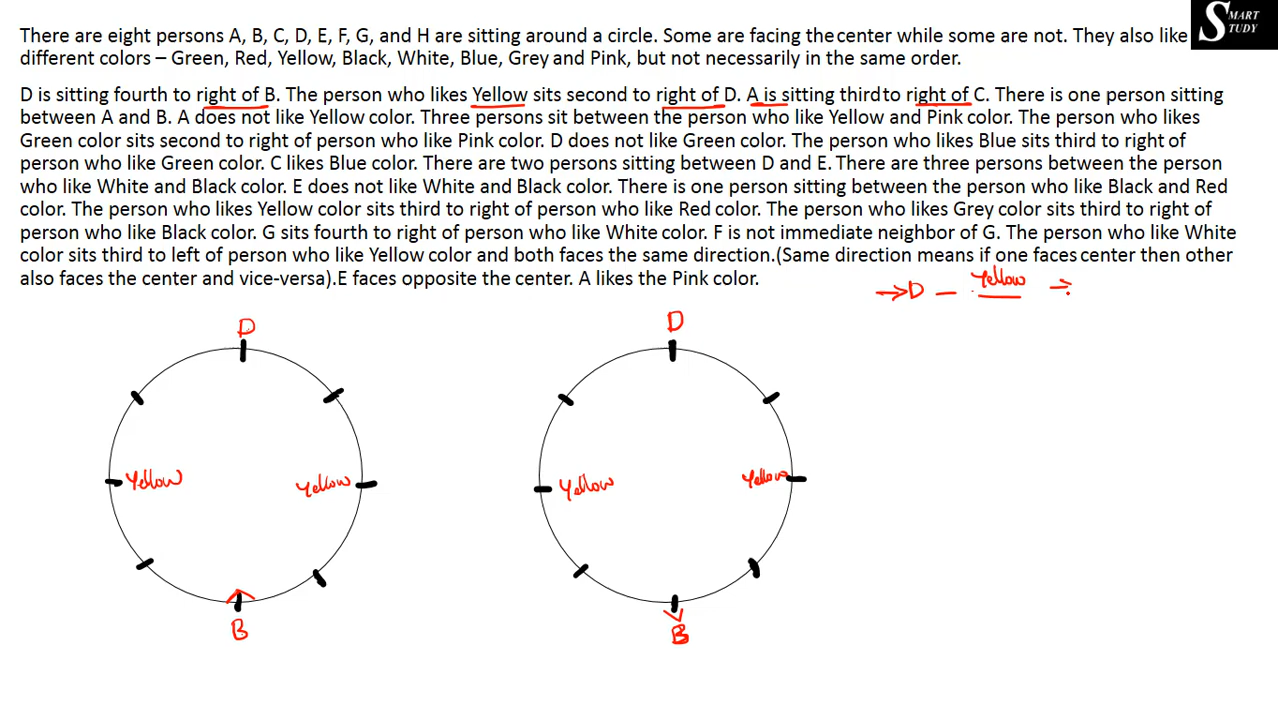 SMART
STUDY
There are eight persons A, B, C, D, E, F, G, and H are sitting around a circle. Some are facing the center while some are not. They also like
different colors – Green, Red, Yellow, Black, White, Blue, Grey and Pink, but not necessarily in the same order.
D is sitting fourth to right of B. The person who likes Yellow sits second to right of D. A is sitting third to right of C. There is one person sitting
between A and B. A does not like Yellow color. Three persons sit between the person who like Yellow and Pink color. The person who likes
Green color sits second to right of person who like Pink color. D does not like Green color. The person who likes Blue sits third to right of
person who like Green color. C likes Blue color. There are two persons sitting between D and E. There are three persons between the person
who like White and Black color. E does not like White and Black color. There is one person sitting between the person who like Black and Red
color. The person who likes Yellow color sits third to right of person who like Red color. The person who likes Grey color sits third to right of
person who like Black color. G sits fourth to right of person who like White color. F is not immediate neighbor of G. The person who like White
color sits third to left of person who like Yellow color and both faces the same direction.(Same direction means if one faces center then other
also faces the center and vice-versa).E faces opposite the center. A likes the Pink color.
→D – Yellow ⇒
D D
Yellow Yellow Yellow Yellow
B B